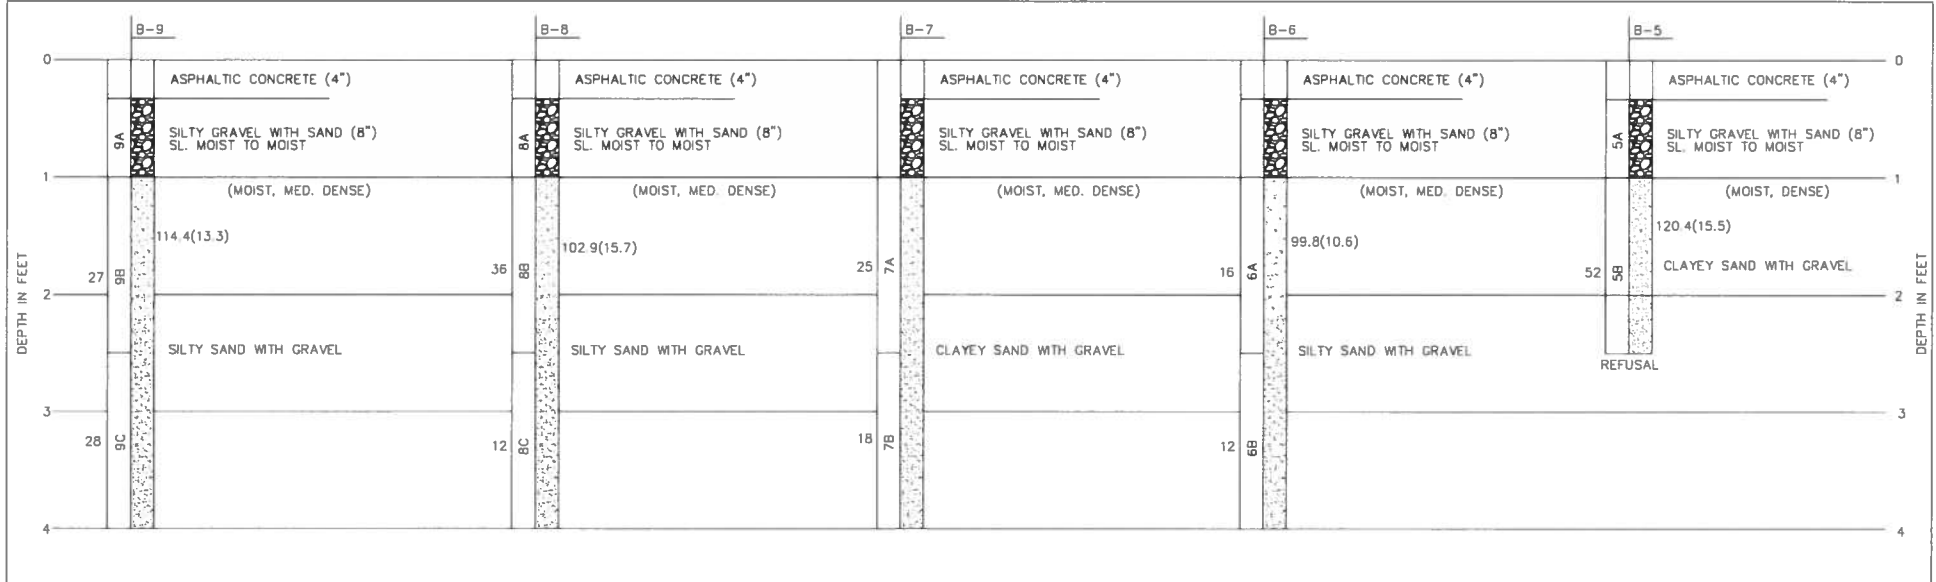 B-9
B-8
B-7
B-6
B-5
0
ASPHALTIC CONCRETE (4")
ASPHALTIC CONCRETE (4")
ASPHALTIC CONCRETE (4")
ASPHALTIC CONCRETE (4")
ASPHALTIC CONCRETE (4")
0
9A
SILTY GRAVEL WITH SAND (8")
SL. MOIST TO MOIST
8A
SILTY GRAVEL WITH SAND (8")
SL. MOIST TO MOIST
SILTY GRAVEL WITH SAND (8")
SL. MOIST TO MOIST
SILTY GRAVEL WITH SAND (8")
SL. MOIST TO MOIST
5A
SILTY GRAVEL WITH SAND (8")
SL. MOIST TO MOIST
1
(MOIST, MED. DENSE)
(MOIST, MED. DENSE)
(MOIST, MED. DENSE)
(MOIST, MED. DENSE)
(MOIST, DENSE)
1
114.4(13.3)
102.9(15.7)
99.8(10.6)
120.4(15.5)
27
9B
36
8B
25
7A
16
6A
52
5B
CLAYEY SAND WITH GRAVEL
DEPTH IN FEET
2
2
DEPTH IN FEET
SILTY SAND WITH GRAVEL
SILTY SAND WITH GRAVEL
CLAYEY SAND WITH GRAVEL
SILTY SAND WITH GRAVEL
REFUSAL
3
3
28
9C
12
8C
18
7B
12
6B
4
4